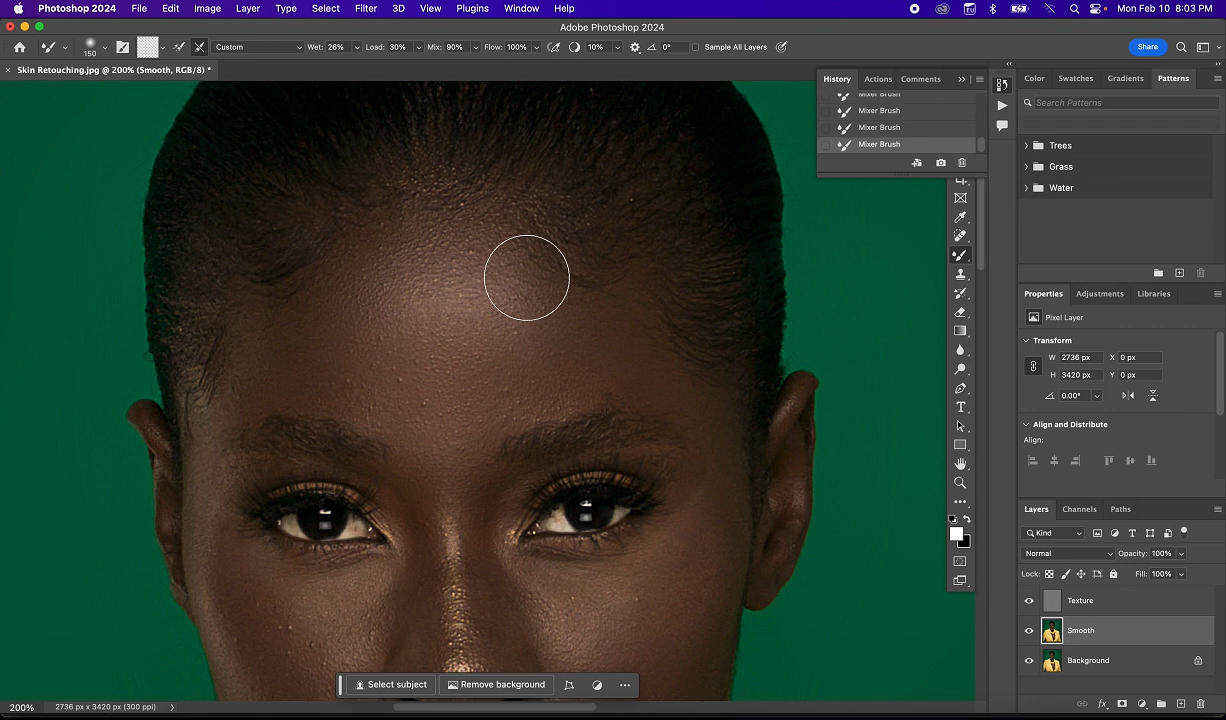 Photoshop 2024 File Edit Image Layer Type Select Filter 3D View Plugins Window Help Mon Feb 10 8:03 PM
Adobe Photoshop 2024
150 Custom Wet: 26% Load: 30% Mix: 90% Flow: 100% 10% 0° Sample All Layers Share
× Skin Retouching.jpg @ 200% (Smooth, RGB/8) *
History Actions Comments
Mixer Brush
Mixer Brush
Mixer Brush
Mixer Brush
Color Swatches Gradients Patterns
Search Patterns
Trees
Grass
Water
Properties Adjustments Libraries
Pixel Layer
Transform
W 2736 px X 0 px
H 3420 px Y 0 px
0.00°
Align and Distribute
Align:
Layers Channels Paths
Kind
Normal Opacity: 100%
Lock: Fill: 100%
Texture
Smooth
Background
Select subject Remove background
200% 2736 px x 3420 px (300 ppi)